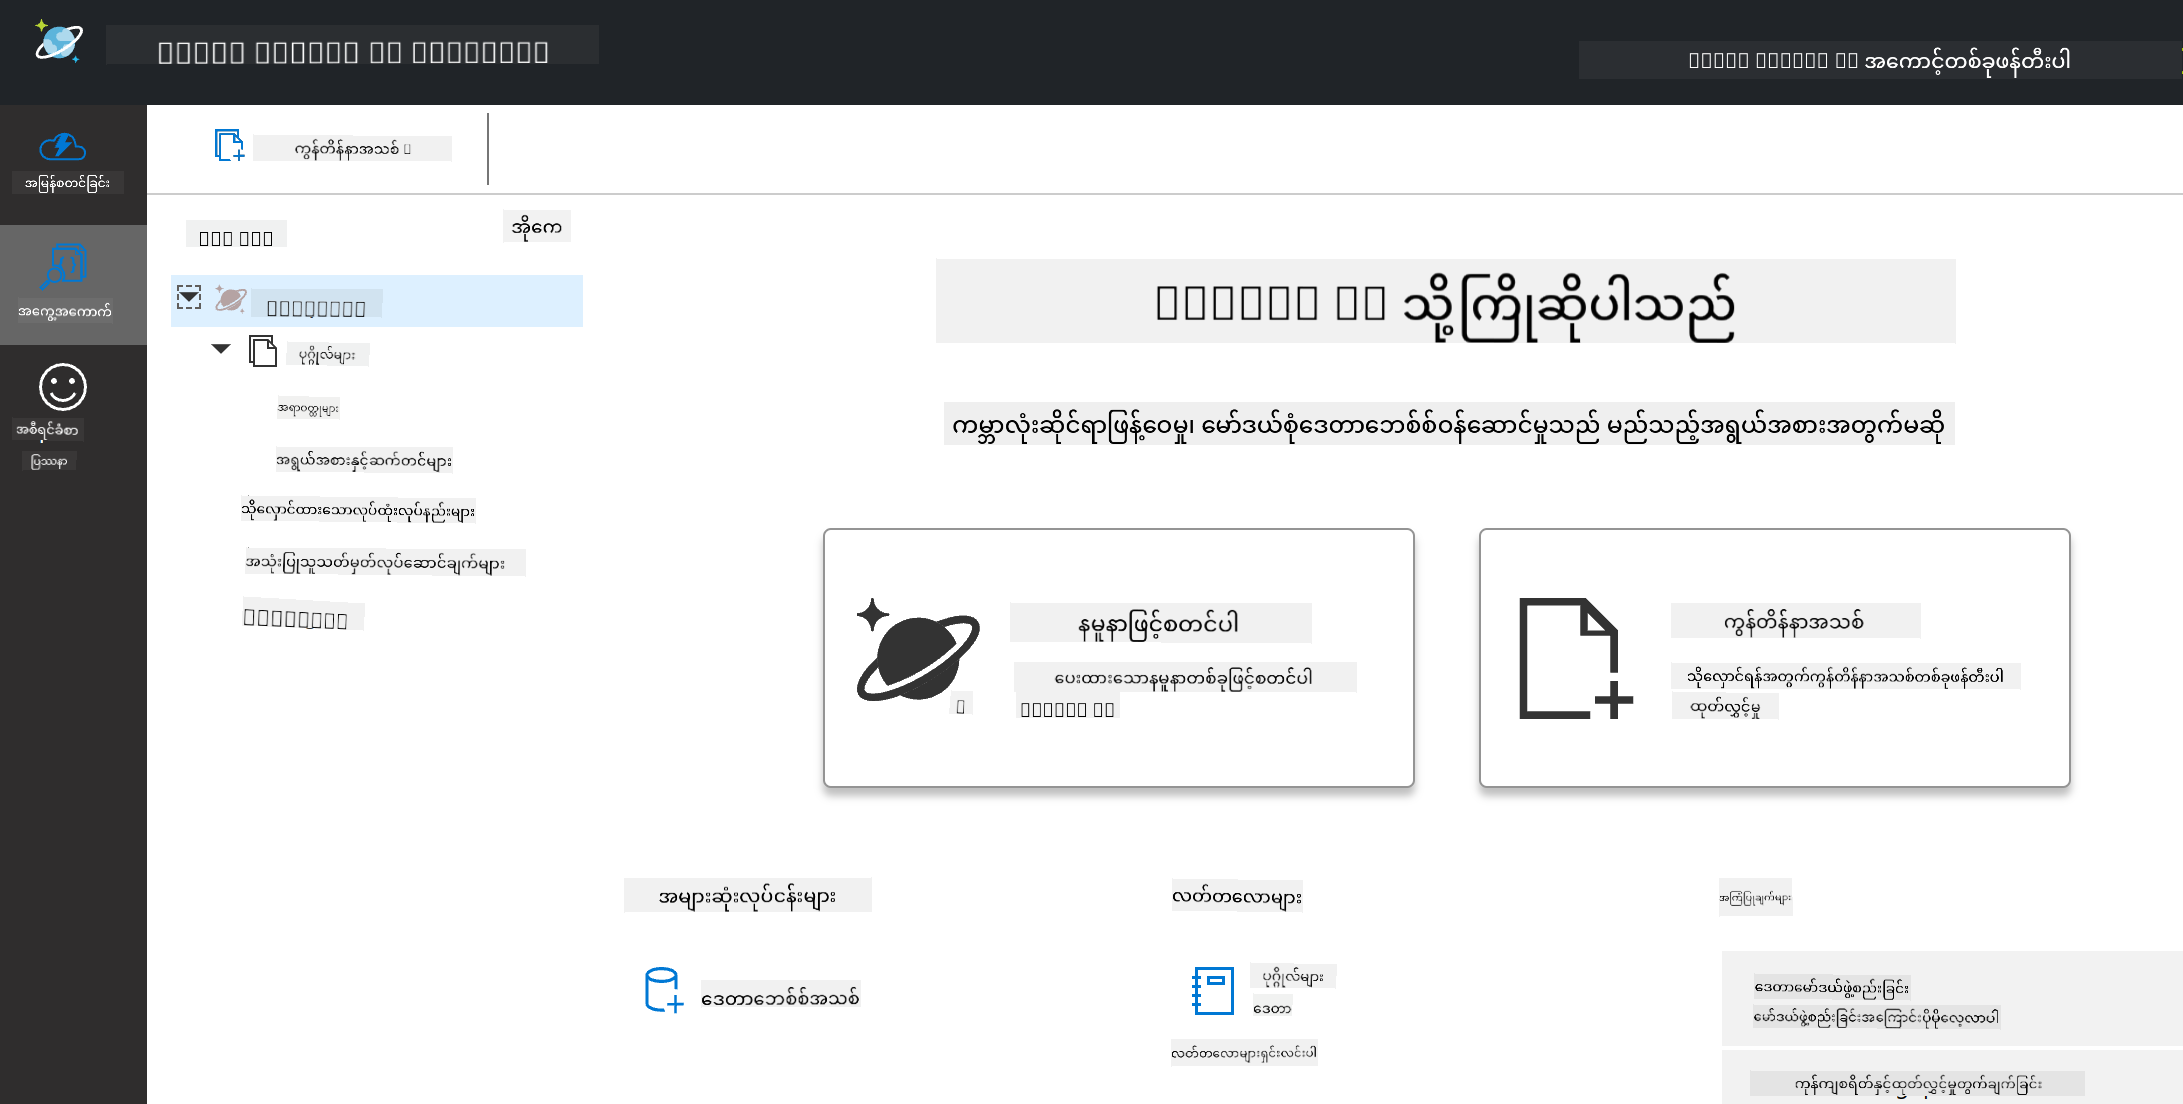 အကောင့်တစ်ခုဖန်တီးပါ
ကွန်တိန်နာအသစ်
အမြန်စတင်ခြင်း
အကွေ့အကောက်
အစီရင်ခံစာ
ပြဿနာ
အိုကေ
ပုဂ္ဂိုလ်များ
အရာဝတ္ထုများ
အရွယ်အစားနှင့်ဆက်တင်များ
သိုလှောင်ထားသောလုပ်ထုံးလုပ်နည်းများ
အသုံးပြုသူသတ်မှတ်လုပ်ဆောင်ချက်များ
သို့ကြိုဆိုပါသည်
ကမ္ဘာလုံးဆိုင်ရာဖြန့်ဝေမှု၊ မော်ဒယ်စုံဒေတာဘေစ်စ်ဝန်ဆောင်မှုသည် မည်သည့်အရွယ်အစားအတွက်မဆို
နမူနာဖြင့်စတင်ပါ
ပေးထားသောနမူနာတစ်ခုဖြင့်စတင်ပါ
ကွန်တိန်နာအသစ်
သိုလှောင်ရန်အတွက်ကွန်တိန်နာအသစ်တစ်ခုဖန်တီးပါ
ထုတ်လွှင့်မှု
အများဆုံးလုပ်ငန်းများ
ဒေတာဘေစ်စ်အသစ်
လတ်တလောများ
ပုဂ္ဂိုလ်များ
ဒေတာ
လတ်တလောများရှင်းလင်းပါ
အကြံပြုချက်များ
ဒေတာမော်ဒယ်ဖွဲ့စည်းခြင်း
မော်ဒယ်ဖွဲ့စည်းခြင်းအကြောင်းပိုမိုလေ့လာပါ
ကုန်ကျစရိတ်နှင့်ထုတ်လွှင့်မှုတွက်ချက်ခြင်း